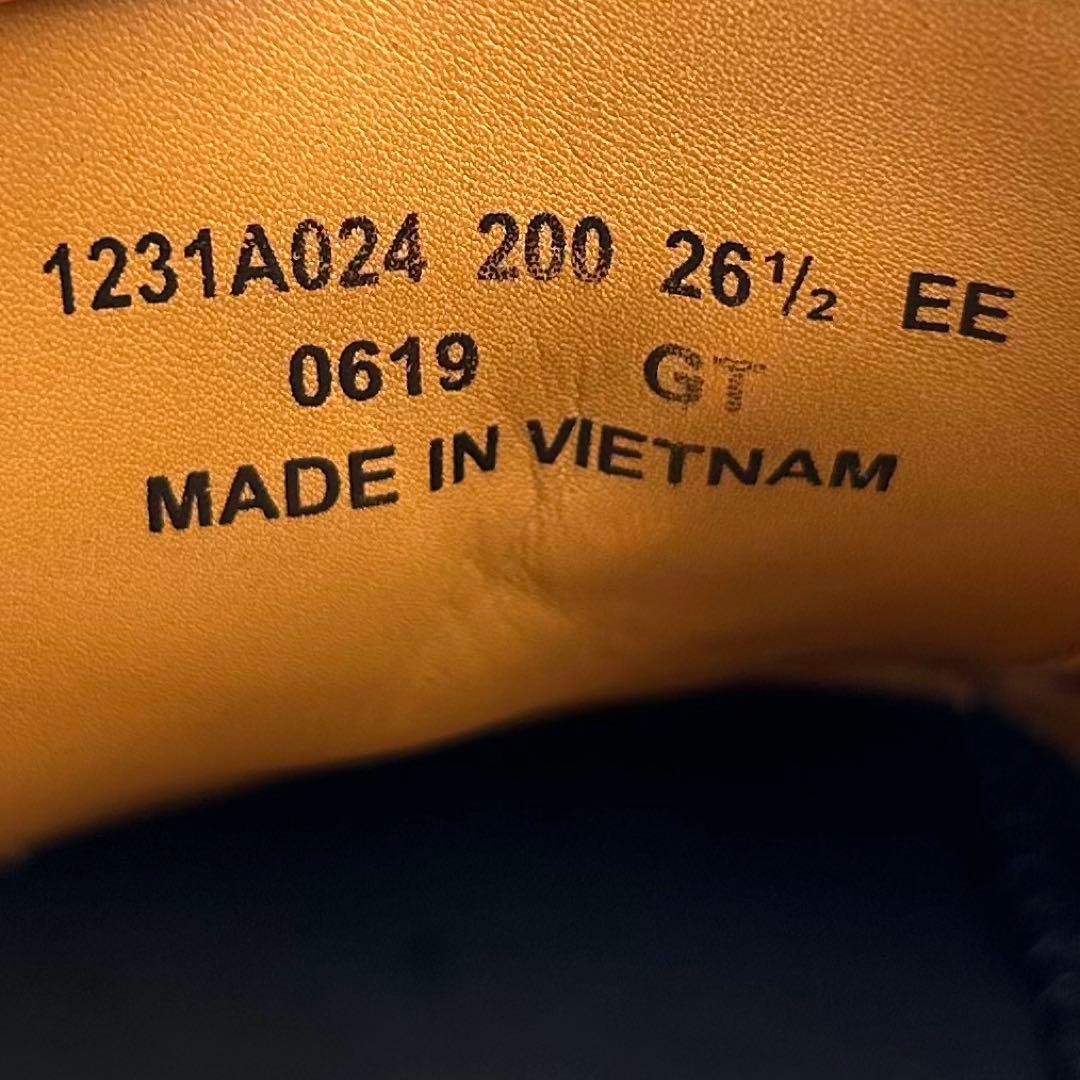 1231A024 200 26½ EE
0619 GT
MADE IN VIETNAM